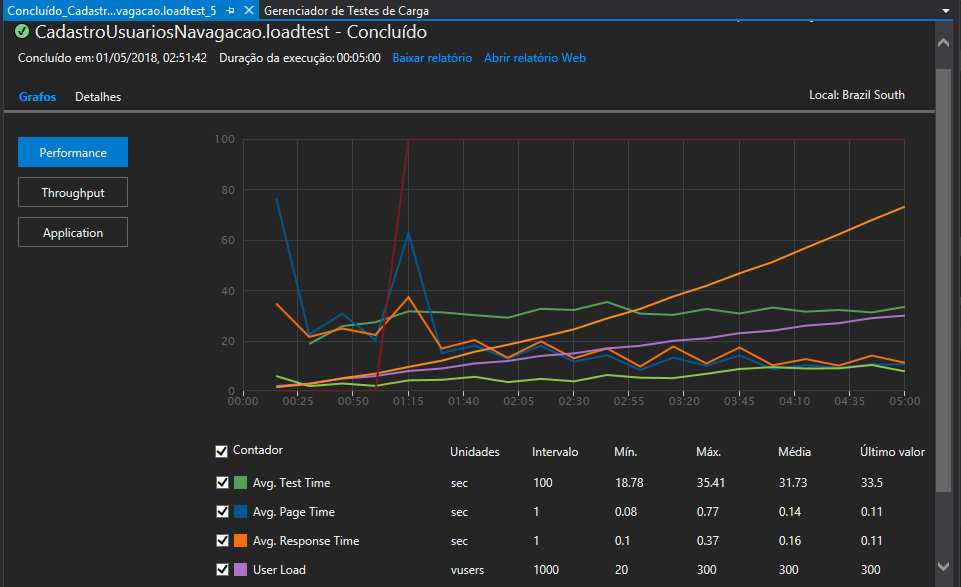 Concluído_Cadastr...vagacao.loadtest_5 Gerenciador de Testes de Carga
CadastroUsuariosNavagacao.loadtest - Concluído
Concluído em: 01/05/2018, 02:51:42 Duração da execução: 00:05:00 Baixar relatório Abrir relatório Web
Grafos Detalhes Local: Brazil South
Performance
Throughput
Application
100
80
60
40
20
0
00:00 00:25 00:50 01:15 01:40 02:05 02:30 02:55 03:20 03:45 04:10 04:35 05:00
Contador Unidades Intervalo Mín. Máx. Média Último valor
Avg. Test Time sec 100 18.78 35.41 31.73 33.5
Avg. Page Time sec 1 0.08 0.77 0.14 0.11
Avg. Response Time sec 1 0.1 0.37 0.16 0.11
User Load vusers 1000 20 300 300 300